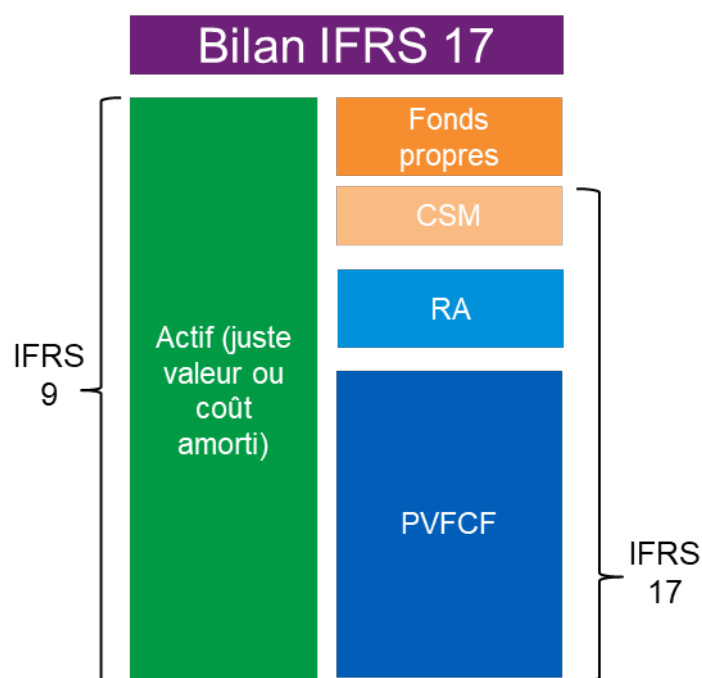 Bilan IFRS 17
Fonds
propres
CSM
RA
Actif (juste
valeur ou
coût
amorti)
IFRS
9
PVFCF
IFRS
17